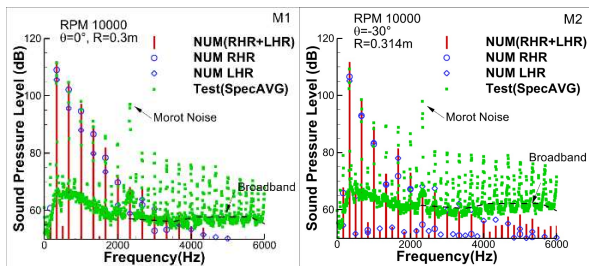 M1
RPM 10000
θ=0°, R=0.3m
NUM(RHR+LHR)
NUM RHR
NUM LHR
Test(SpecAVG)
Morot Noise
Broadband
Sound Pressure Level (dB)
120
100
80
60
0
2000
4000
6000
Frequency(Hz)
M2
RPM 10000
θ=-30°
R=0.314m
NUM(RHR+LHR)
NUM RHR
NUM LHR
Test(SpecAVG)
Morot Noise
Broadband
Sound Pressure Level (dB)
120
100
80
60
0
2000
4000
6000
Frequency(Hz)